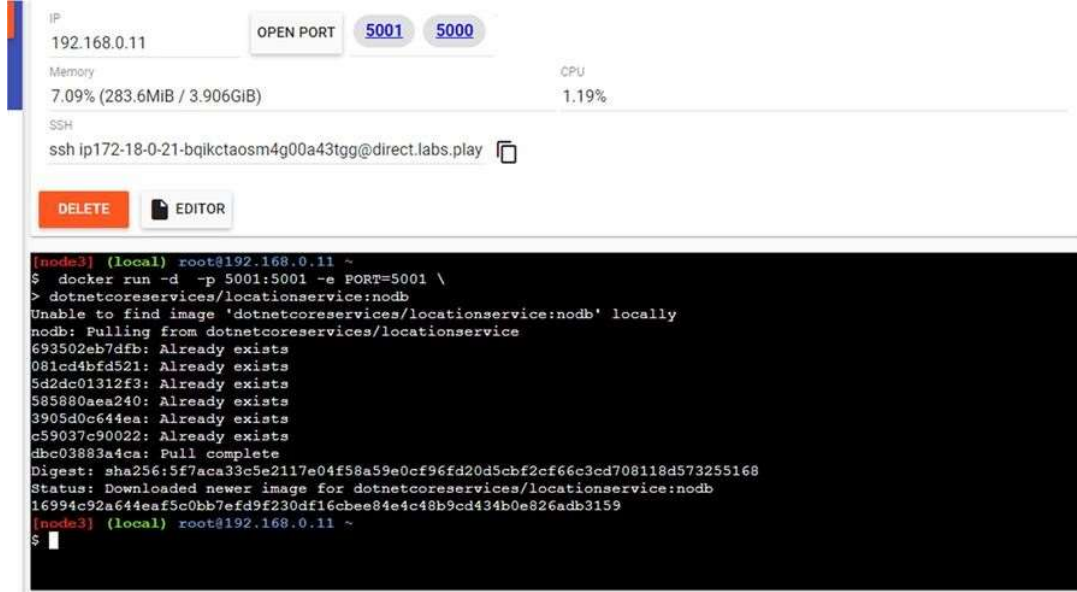 IP
192.168.0.11
OPEN PORT
5001
5000
Memory
7.09% (283.6MiB / 3.906GiB)
CPU
1.19%
SSH
ssh ip172-18-0-21-bqikctaosm4g00a43tgg@direct.labs.play
DELETE
EDITOR
[node3] (local) root@192.168.0.11 ~
$  docker run -d  -p 5001:5001 -e PORT=5001 \
> dotnetcoreservices/locationservice:nodb
Unable to find image 'dotnetcoreservices/locationservice:nodb' locally
nodb: Pulling from dotnetcoreservices/locationservice
693502eb7dfb: Already exists
081cd4bfd521: Already exists
5d2dc01312f3: Already exists
585880aea240: Already exists
3905d0c644ea: Already exists
c59037c90022: Already exists
dbc03883a4ca: Pull complete
Digest: sha256:5f7aca33c5e2117e04f58a59e0cf96fd20d5cbf2cf66c3cd708118d573255168
Status: Downloaded newer image for dotnetcoreservices/locationservice:nodb
16994c92a644eaf5c0bb7efd9f230df16cbee84e4c48b9cd434b0e826adb3159
[node3] (local) root@192.168.0.11 ~
$